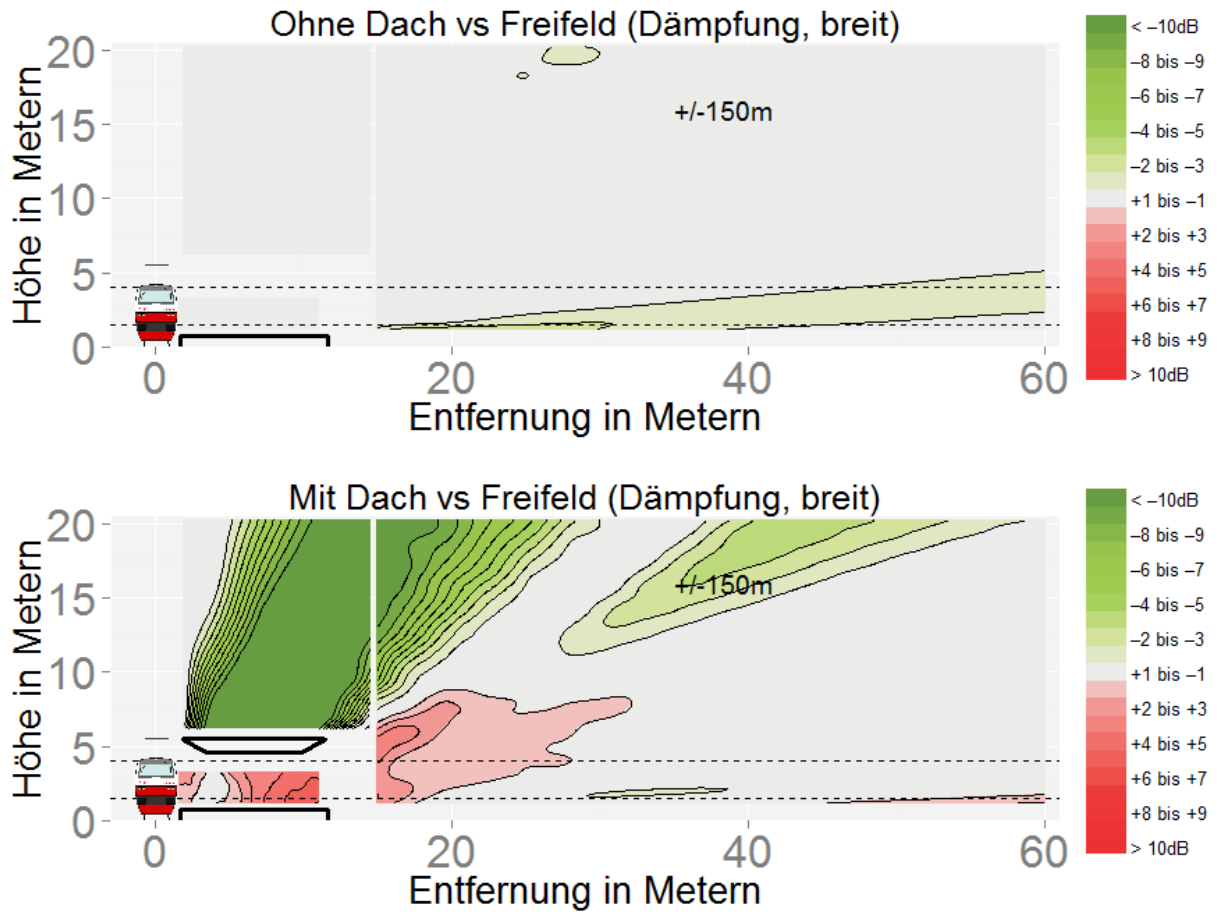 Ohne Dach vs Freifeld (Dämpfung, breit)
Höhe in Metern
20
15
10
5
0
+/-150m
0
20
40
60
Entfernung in Metern
< –10dB
–8 bis –9
–6 bis –7
–4 bis –5
–2 bis –3
+1 bis –1
+2 bis +3
+4 bis +5
+6 bis +7
+8 bis +9
> 10dB
Mit Dach vs Freifeld (Dämpfung, breit)
Höhe in Metern
20
15
10
5
0
+/-150m
0
20
40
60
Entfernung in Metern
< –10dB
–8 bis –9
–6 bis –7
–4 bis –5
–2 bis –3
+1 bis –1
+2 bis +3
+4 bis +5
+6 bis +7
+8 bis +9
> 10dB